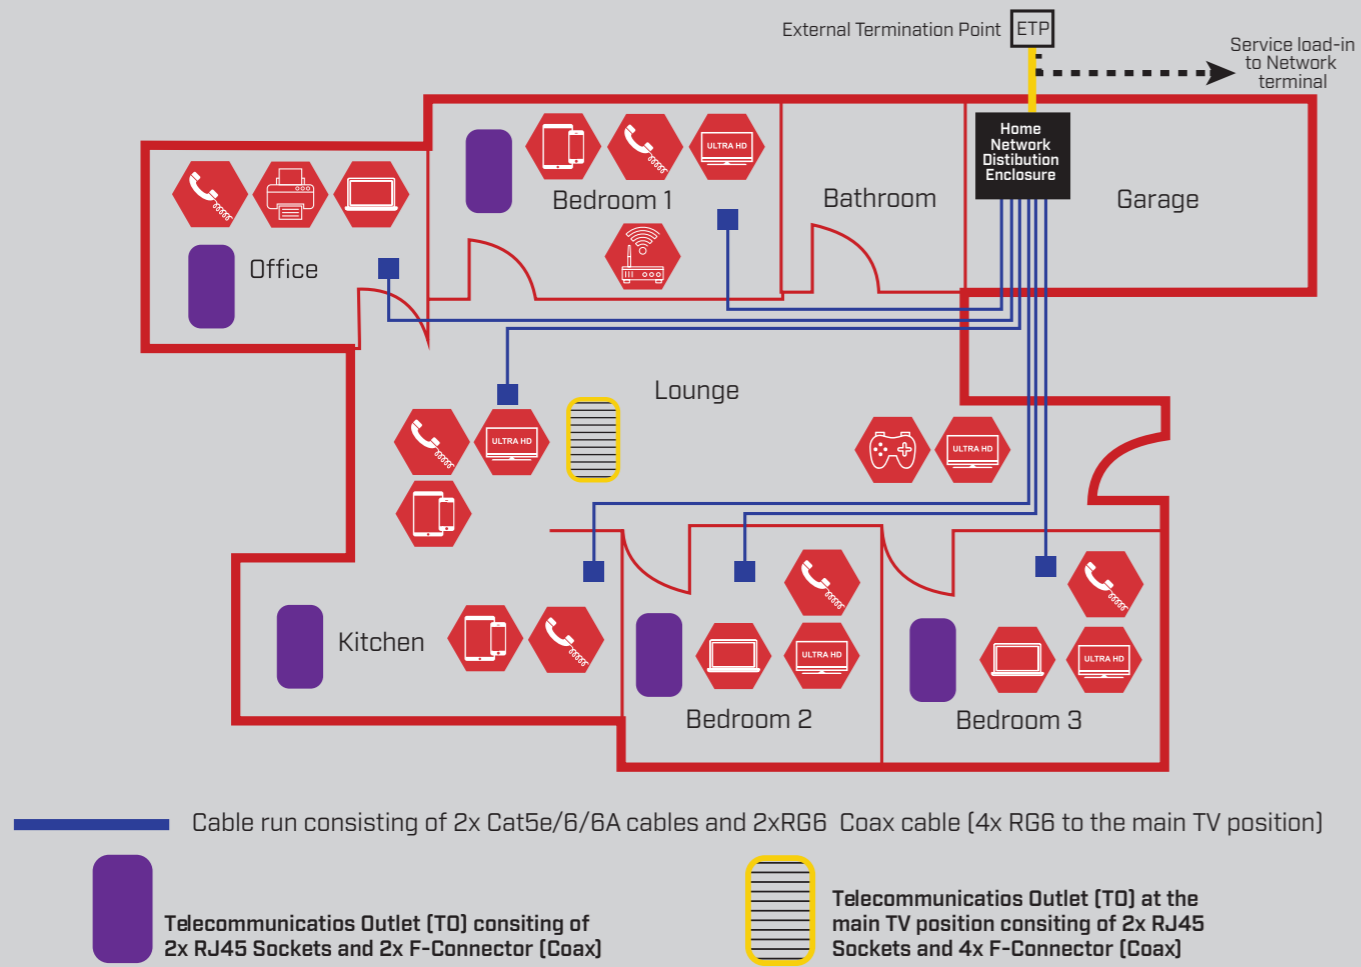 External Termination Point
ETP
Service load-in
to Network
terminal
Home
Network
Distibution
Enclosure
ULTRA HD
Bedroom 1
Bathroom
Garage
Office
Lounge
ULTRA HD
ULTRA HD
Kitchen
ULTRA HD
ULTRA HD
Bedroom 2
Bedroom 3
Cable run consisting of 2x Cat5e/6/6A cables and 2xRG6 Coax cable (4x RG6 to the main TV position)
Telecommunicatios Outlet (TO) consiting of
2x RJ45 Sockets and 2x F-Connector (Coax)
Telecommunicatios Outlet (TO) at the
main TV position consiting of 2x RJ45
Sockets and 4x F-Connector (Coax)